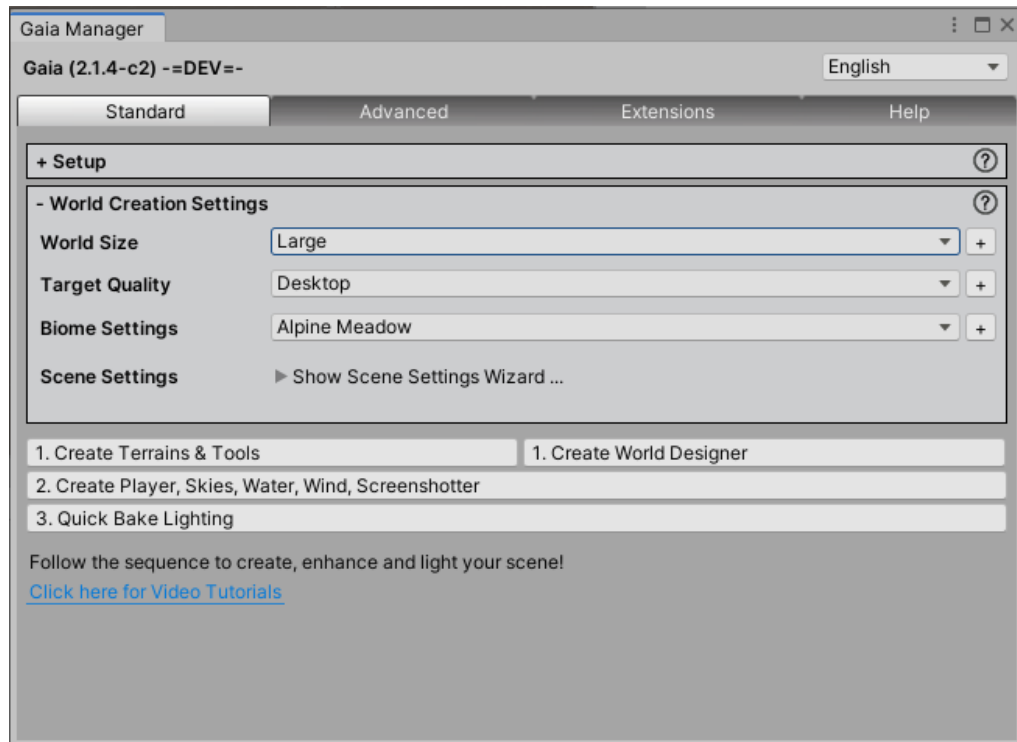 Gaia Manager
Gaia (2.1.4-c2) -=DEV=-
English
Standard Advanced Extensions Help
+ Setup ?
- World Creation Settings ?
World Size Large +
Target Quality Desktop +
Biome Settings Alpine Meadow +
Scene Settings Show Scene Settings Wizard ...
1. Create Terrains & Tools 1. Create World Designer
2. Create Player, Skies, Water, Wind, Screenshotter
3. Quick Bake Lighting
Follow the sequence to create, enhance and light your scene!
Click here for Video Tutorials